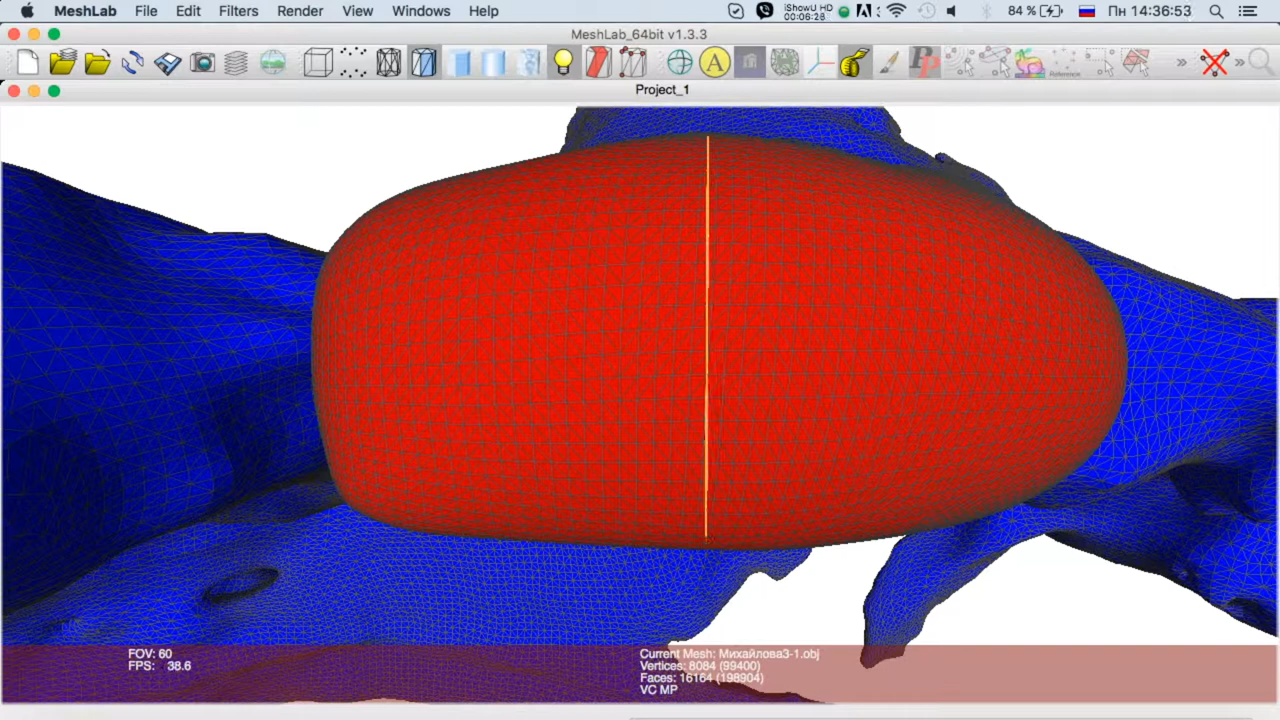 MeshLab File Edit Filters Render View Windows Help iShowU HD 00:06:28 84 % Пн 14:36:53
MeshLab_64bit v1.3.3
A Reference » »
Project_1
FOV: 60
FPS: 38.6
Current Mesh: Михайлова3-1.obj
Vertices: 8084 (99400)
Faces: 16164 (198904)
VC MP